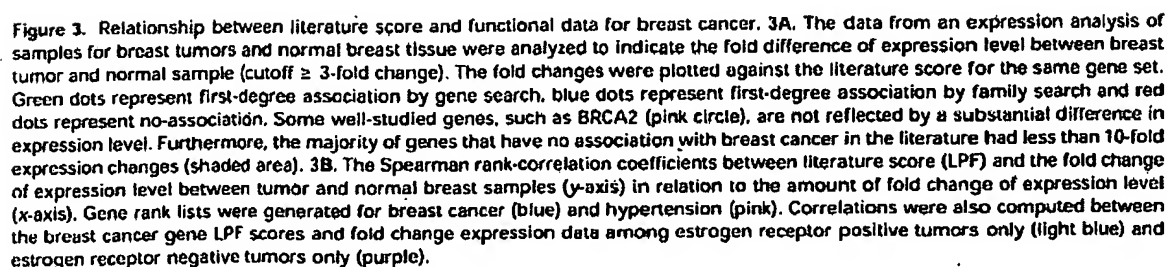 Figure 3. Relationship between literature score and functional data for breast cancer. 3A. The data from an expression analysis of
samples for breast tumors and normal breast tissue were analyzed to indicate the fold difference of expression level between breast
tumor and normal sample (cutoff ≥ 3-fold change). The fold changes were plotted against the literature score for the same gene set.
Green dots represent first-degree association by gene search, blue dots represent first-degree association by family search and red
dots represent no-association. Some well-studied genes, such as BRCA2 (pink circle), are not reflected by a substantial difference in
expression level. Furthermore, the majority of genes that have no association with breast cancer in the literature had less than 10-fold
expression changes (shaded area). 3B. The Spearman rank-correlation coefficients between literature score (LPF) and the fold change
of expression level between tumor and normal breast samples (y-axis) in relation to the amount of fold change of expression level
(x-axis). Gene rank lists were generated for breast cancer (blue) and hypertension (pink). Correlations were also computed between
the breast cancer gene LPF scores and fold change expression data among estrogen receptor positive tumors only (light blue) and
estrogen receptor negative tumors only (purple).